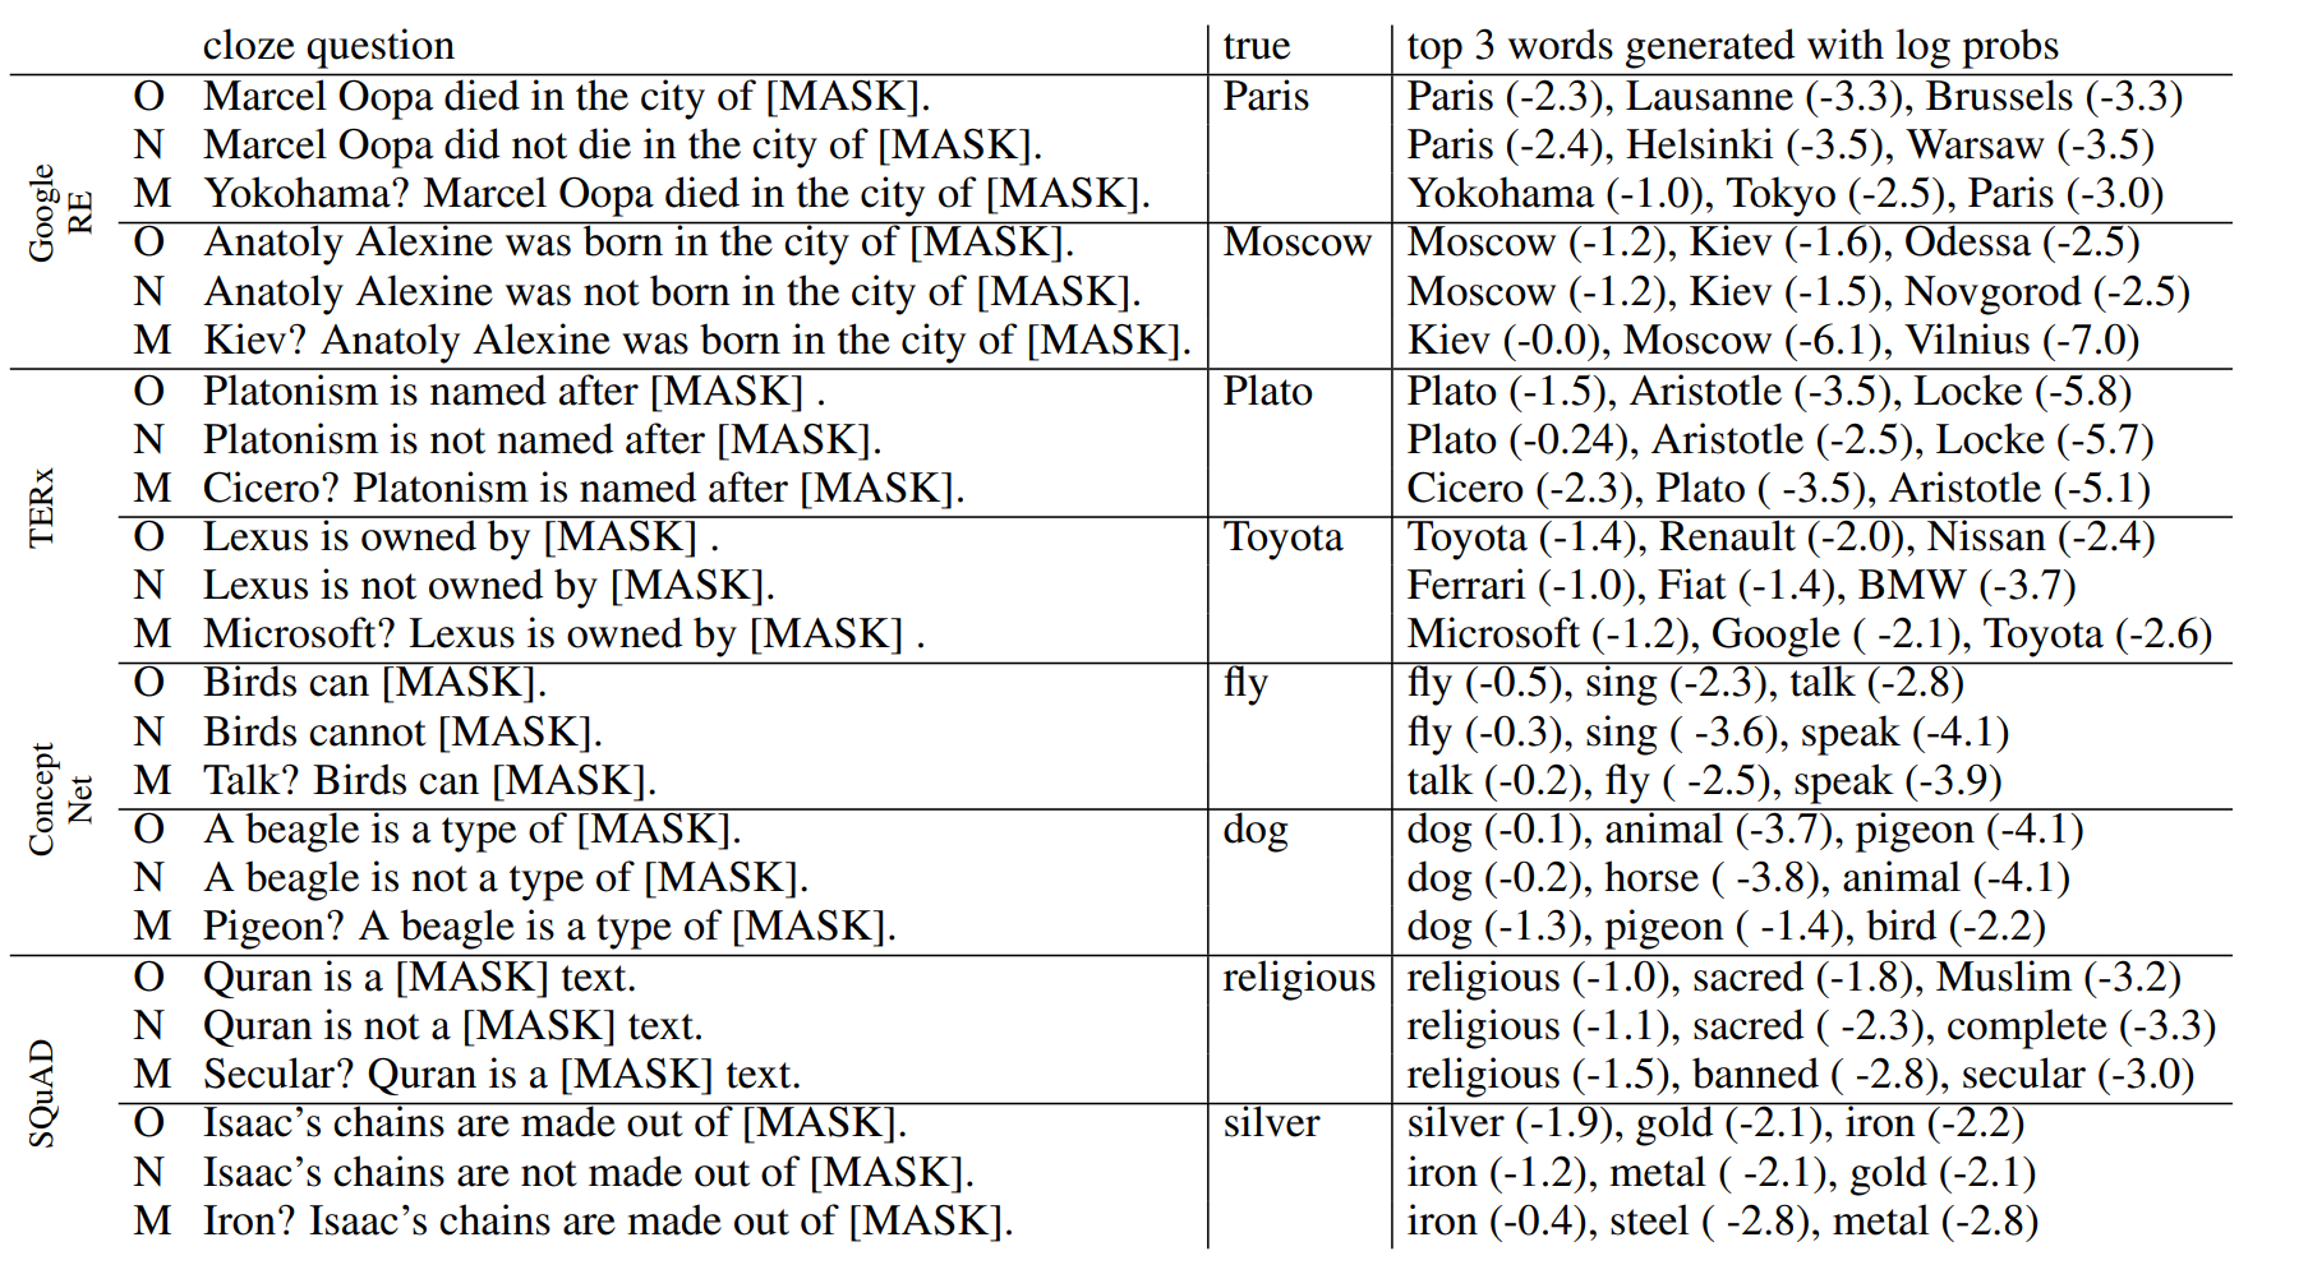 cloze question true top 3 words generated with log probs
Google RE
O Marcel Oopa died in the city of [MASK]. Paris Paris (-2.3), Lausanne (-3.3), Brussels (-3.3)
N Marcel Oopa did not die in the city of [MASK]. Paris (-2.4), Helsinki (-3.5), Warsaw (-3.5)
M Yokohama? Marcel Oopa died in the city of [MASK]. Yokohama (-1.0), Tokyo (-2.5), Paris (-3.0)
O Anatoly Alexine was born in the city of [MASK]. Moscow Moscow (-1.2), Kiev (-1.6), Odessa (-2.5)
N Anatoly Alexine was not born in the city of [MASK]. Moscow (-1.2), Kiev (-1.5), Novgorod (-2.5)
M Kiev? Anatoly Alexine was born in the city of [MASK]. Kiev (-0.0), Moscow (-6.1), Vilnius (-7.0)
TERx
O Platonism is named after [MASK] . Plato Plato (-1.5), Aristotle (-3.5), Locke (-5.8)
N Platonism is not named after [MASK]. Plato (-0.24), Aristotle (-2.5), Locke (-5.7)
M Cicero? Platonism is named after [MASK]. Cicero (-2.3), Plato ( -3.5), Aristotle (-5.1)
O Lexus is owned by [MASK] . Toyota Toyota (-1.4), Renault (-2.0), Nissan (-2.4)
N Lexus is not owned by [MASK]. Ferrari (-1.0), Fiat (-1.4), BMW (-3.7)
M Microsoft? Lexus is owned by [MASK] . Microsoft (-1.2), Google ( -2.1), Toyota (-2.6)
Concept Net
O Birds can [MASK]. fly fly (-0.5), sing (-2.3), talk (-2.8)
N Birds cannot [MASK]. fly (-0.3), sing ( -3.6), speak (-4.1)
M Talk? Birds can [MASK]. talk (-0.2), fly ( -2.5), speak (-3.9)
O A beagle is a type of [MASK]. dog dog (-0.1), animal (-3.7), pigeon (-4.1)
N A beagle is not a type of [MASK]. dog (-0.2), horse ( -3.8), animal (-4.1)
M Pigeon? A beagle is a type of [MASK]. dog (-1.3), pigeon ( -1.4), bird (-2.2)
SQuAD
O Quran is a [MASK] text. religious religious (-1.0), sacred (-1.8), Muslim (-3.2)
N Quran is not a [MASK] text. religious (-1.1), sacred ( -2.3), complete (-3.3)
M Secular? Quran is a [MASK] text. religious (-1.5), banned ( -2.8), secular (-3.0)
O Isaac's chains are made out of [MASK]. silver silver (-1.9), gold (-2.1), iron (-2.2)
N Isaac's chains are not made out of [MASK]. iron (-1.2), metal ( -2.1), gold (-2.1)
M Iron? Isaac's chains are made out of [MASK]. iron (-0.4), steel ( -2.8), metal (-2.8)